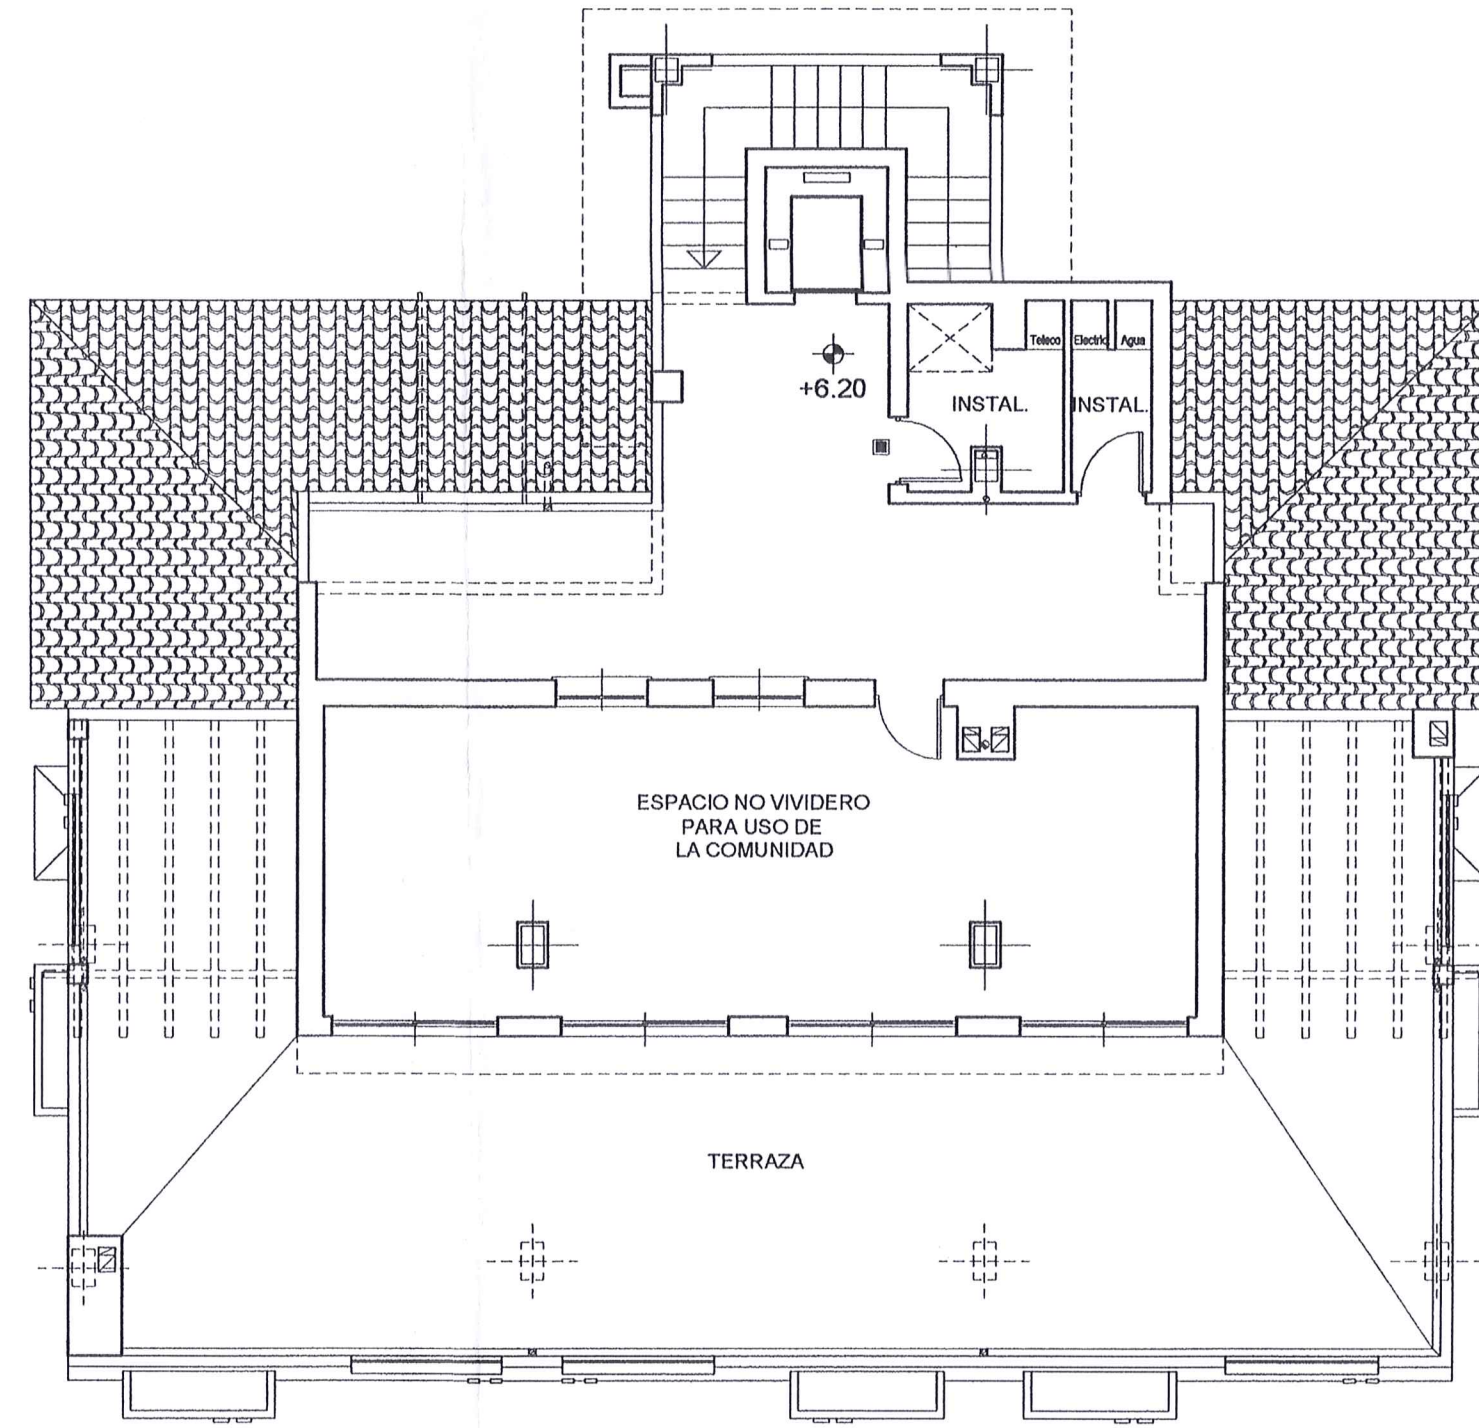 Teleco Electric Agua
+6.20
INSTAL. INSTAL.
ESPACIO NO VIVIDERO
PARA USO DE
LA COMUNIDAD
TERRAZA